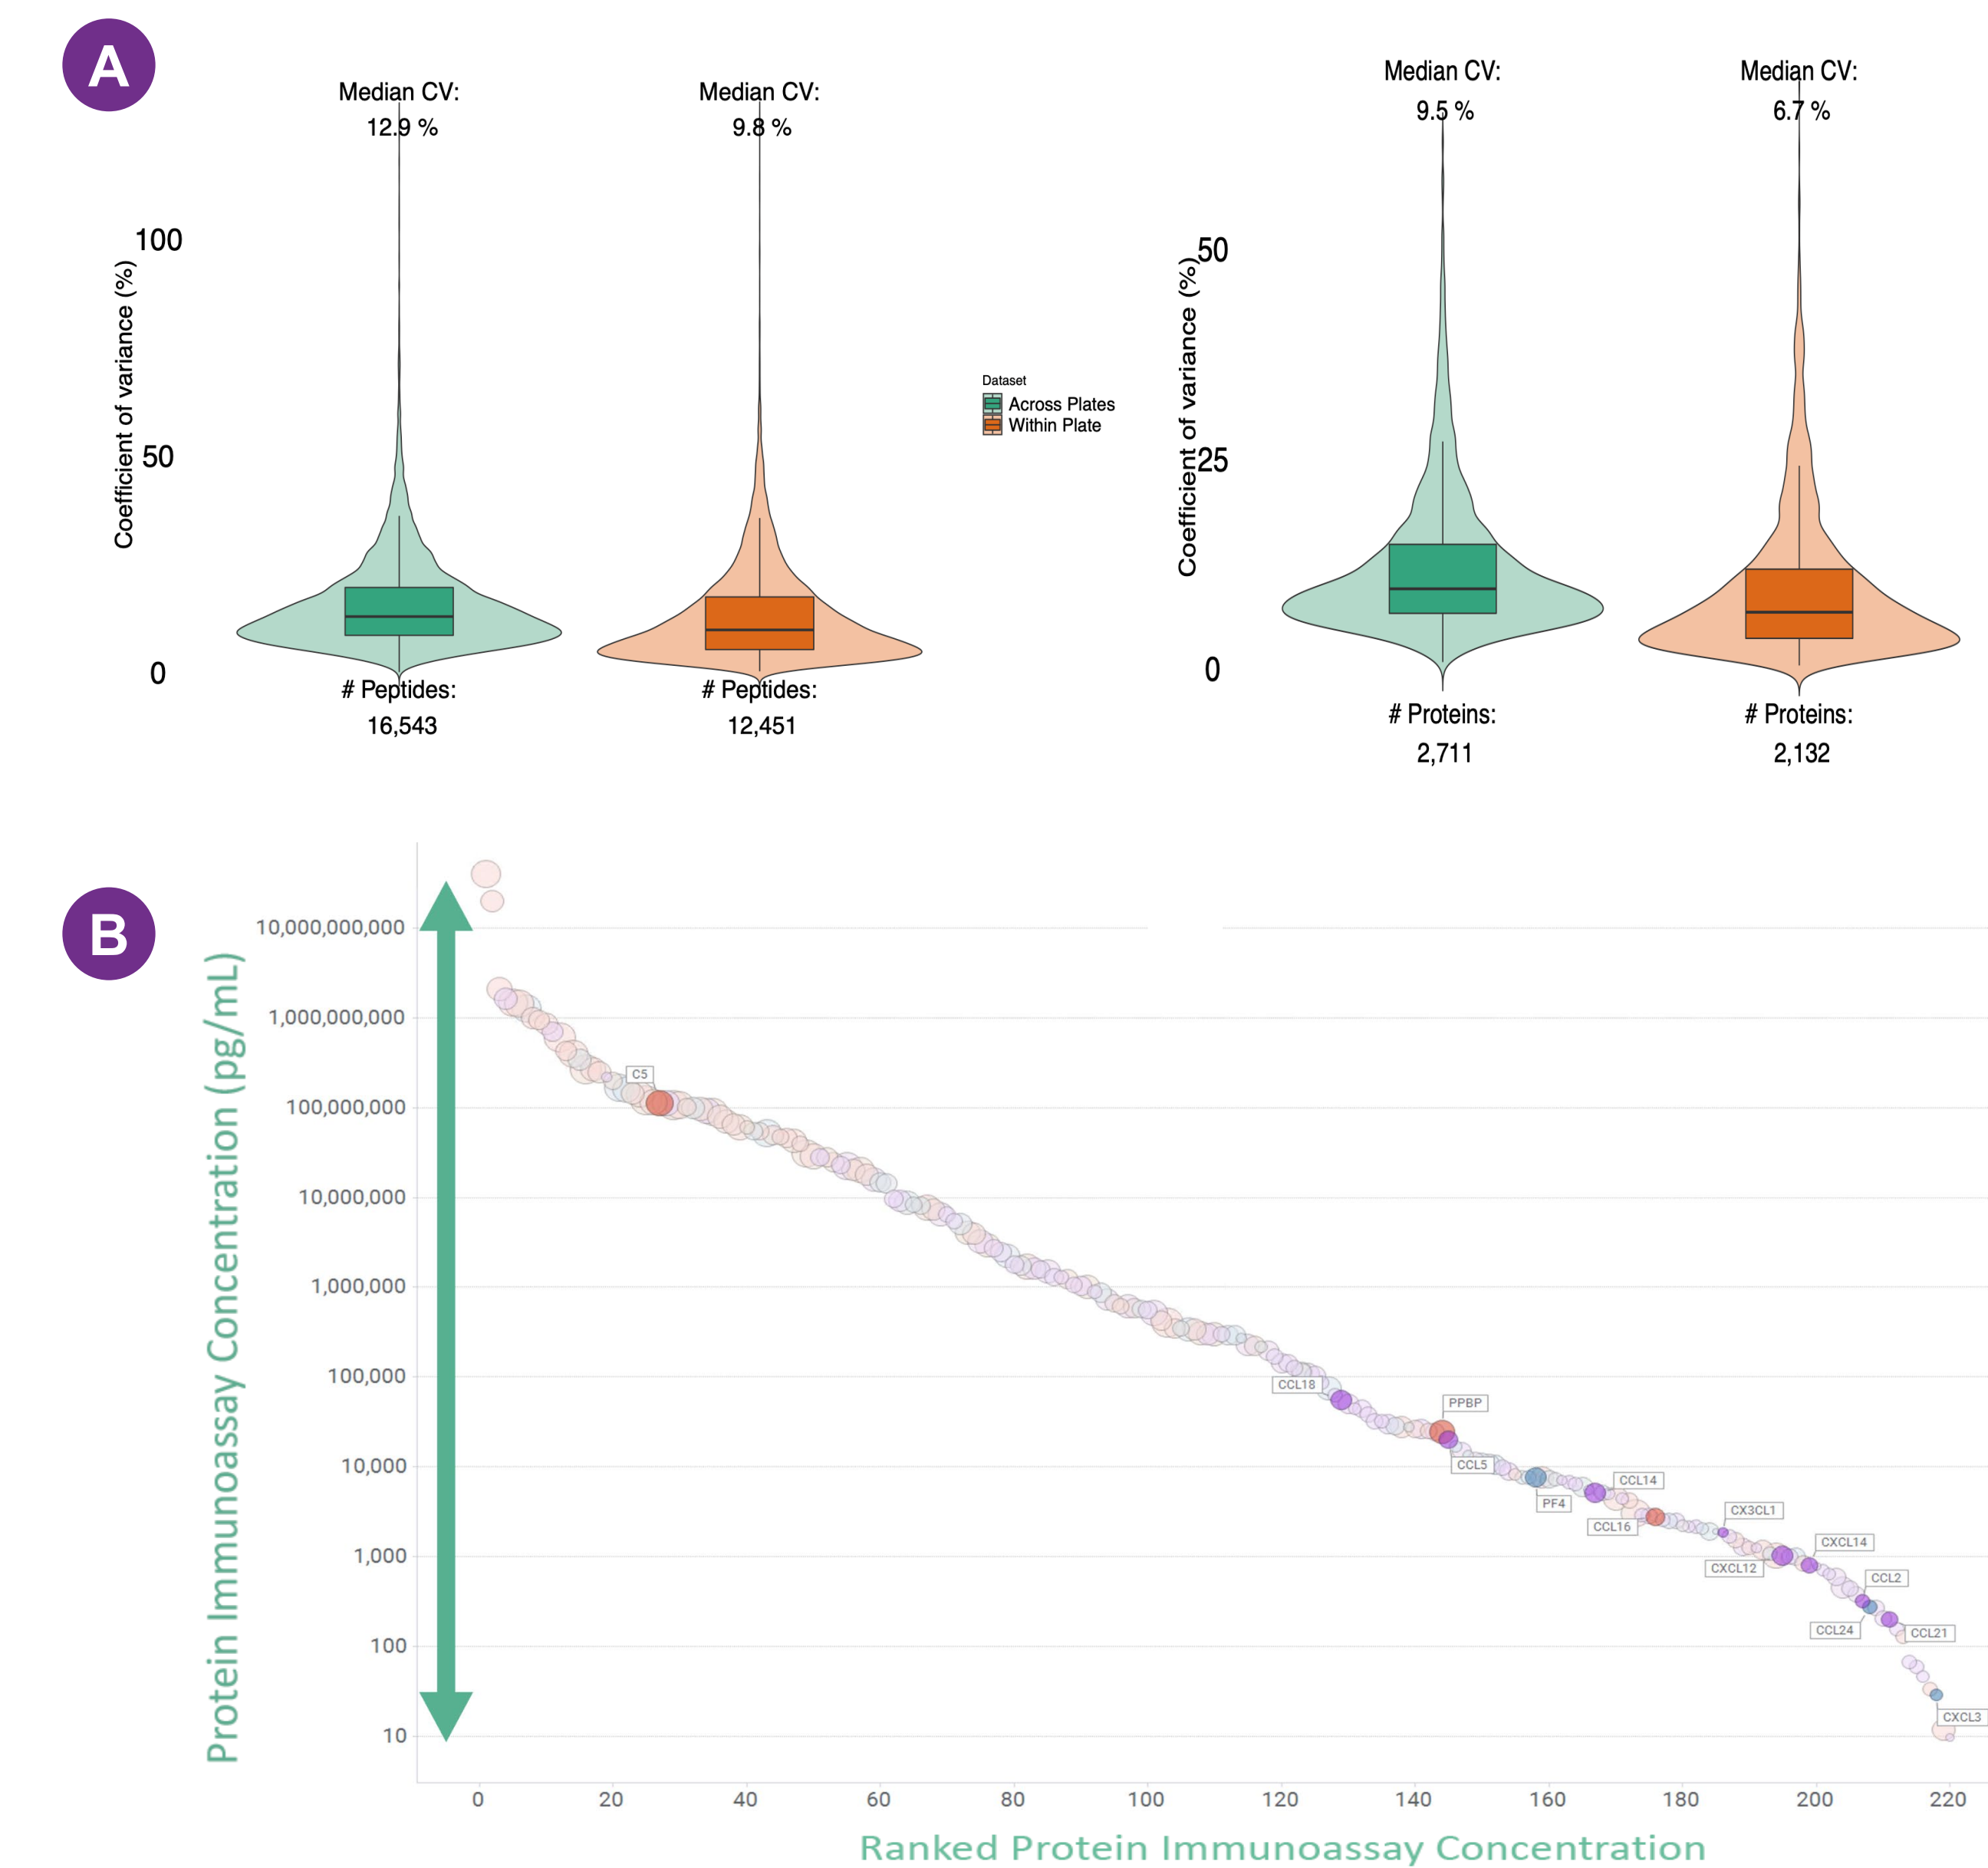 A
Median CV:
12.9 %
Median CV:
9.8 %
100
50
0
Coefficient of variance (%)
# Peptides:
16,543
# Peptides:
12,451
Dataset
Across Plates
Within Plate
Median CV:
9.5 %
Median CV:
6.7 %
50
25
0
Coefficient of variance (%)
# Proteins:
2,711
# Proteins:
2,132
B
Protein Immunoassay Concentration (pg/mL)
10,000,000,000
1,000,000,000
100,000,000
10,000,000
1,000,000
100,000
10,000
1,000
100
10
C5
CCL18
PPBP
CCL5
PF4
CCL14
CCL16
CX3CL1
CXCL12
CXCL14
CCL2
CCL24
CCL21
CXCL3
0 20 40 60 80 100 120 140 160 180 200 220
Ranked Protein Immunoassay Concentration